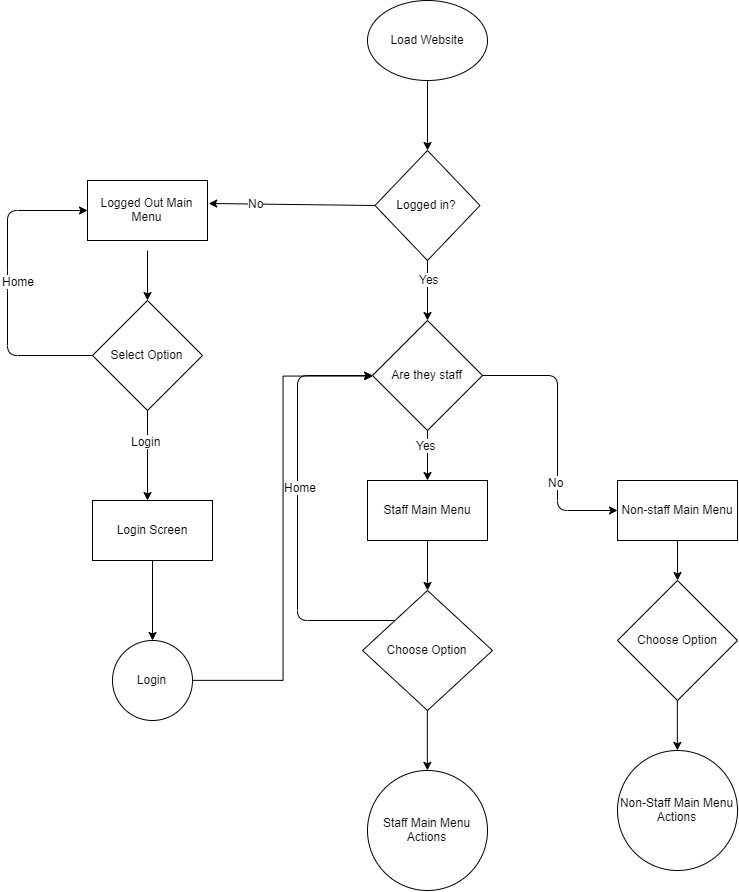 Load Website
Logged in?
No
Logged Out Main
Menu
Yes
Home
Select Option
Are they staff
Login
Yes
Home
No
Login Screen
Staff Main Menu
Non-staff Main Menu
Choose Option
Choose Option
Login
Staff Main Menu
Actions
Non-Staff Main Menu
Actions